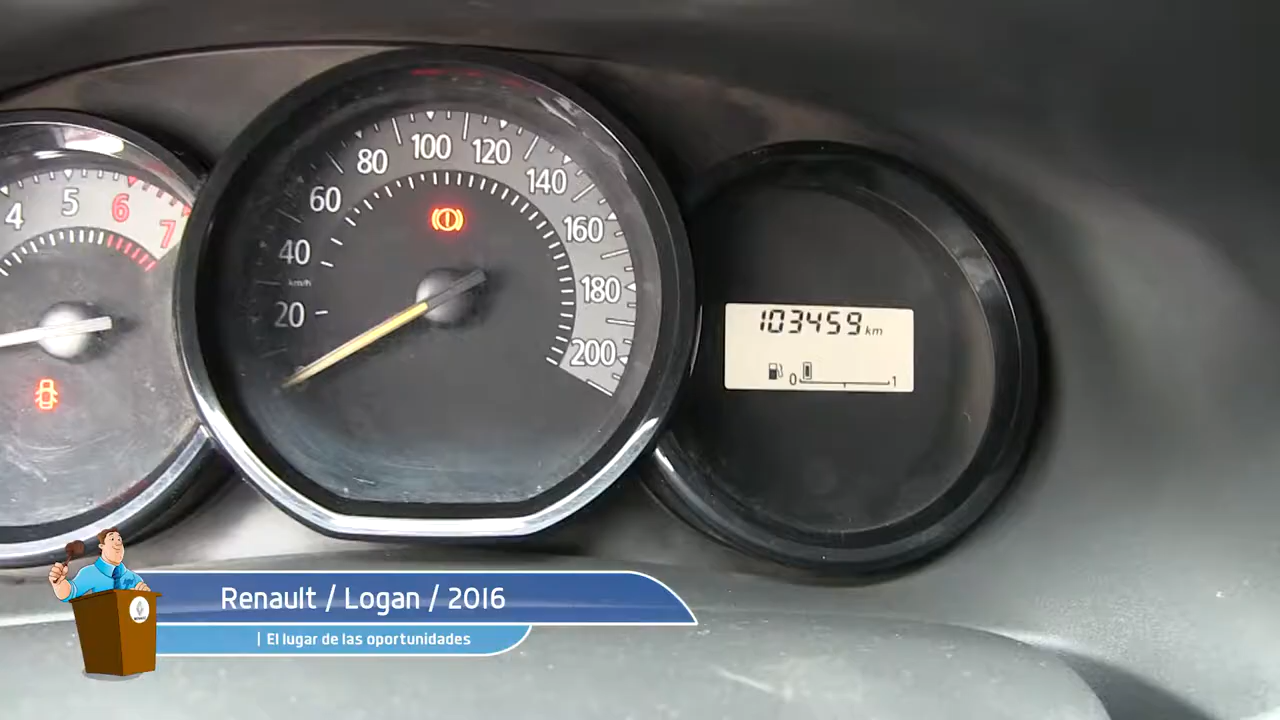 4 5 6 7
20 40 60 80 100 120 140 160 180 200
km/h
103459 km
0 1
Renault / Logan / 2016
| El lugar de las oportunidades